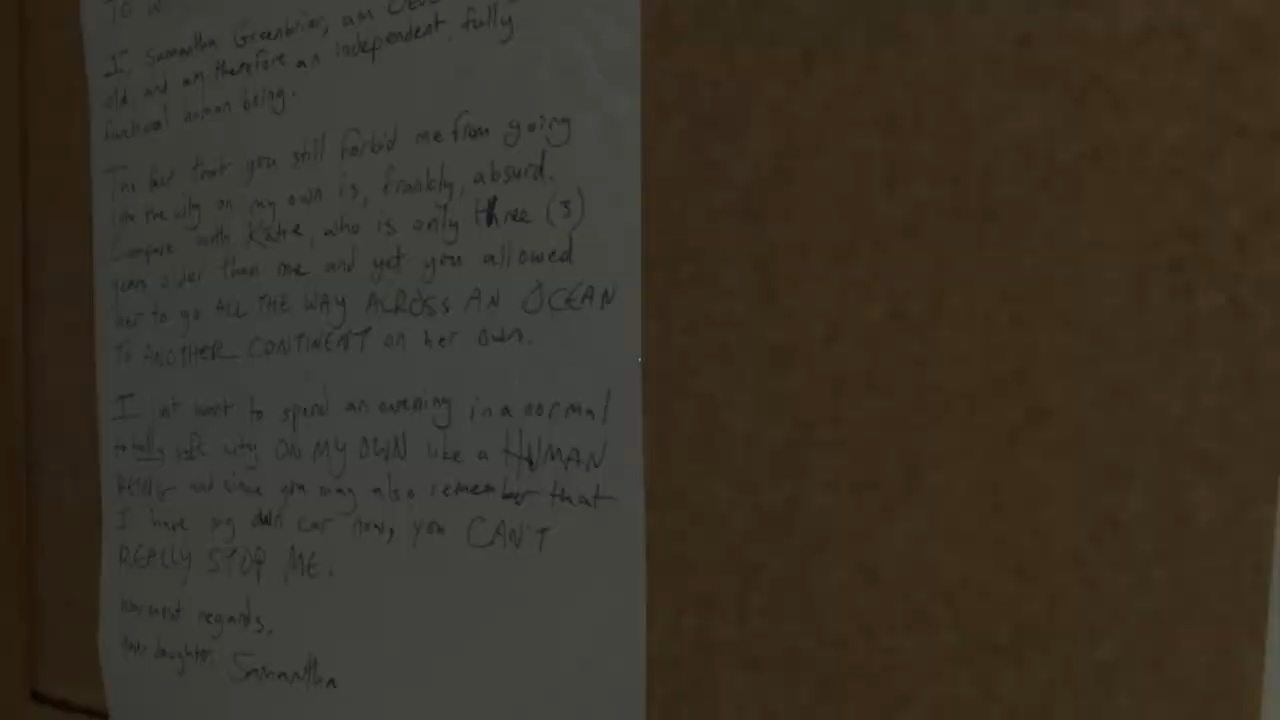 To W
I, Samantha Greenbriar, am
old, and am therefore an independent, fully
functional human being.
The fact that you still forbid me from going
into the city on my own is, frankly, absurd.
Compare with Katie, who is only three (3)
years older than me and yet you allowed
her to go ALL THE WAY ACROSS AN OCEAN
TO ANOTHER CONTINENT on her own.
I just want to spend an evening in a normal
totally safe city ON MY OWN like a HUMAN
and since you may also remember that
I have my own car now, you CAN'T
REALLY STOP ME.
Warmest regards,
Your daughter, Samantha